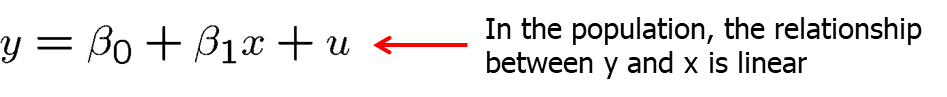 y = β₀ + β₁x + u
In the population, the relationship
between y and x is linear